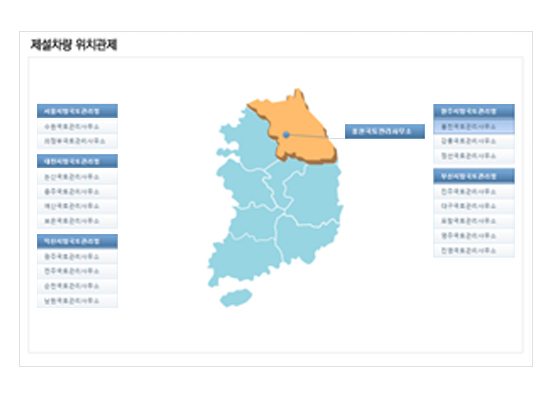 제설차량 위치관제
서울지방국토관리청
수원국토관리사무소
의정부국토관리사무소
대전지방국토관리청
논산국토관리사무소
충주국토관리사무소
예산국토관리사무소
보은국토관리사무소
익산지방국토관리청
광주국토관리사무소
전주국토관리사무소
순천국토관리사무소
남원국토관리사무소
홍천국토관리사무소
원주지방국토관리청
홍천국토관리사무소
강릉국토관리사무소
정선국토관리사무소
부산지방국토관리청
진주국토관리사무소
대구국토관리사무소
포항국토관리사무소
영주국토관리사무소
진영국토관리사무소